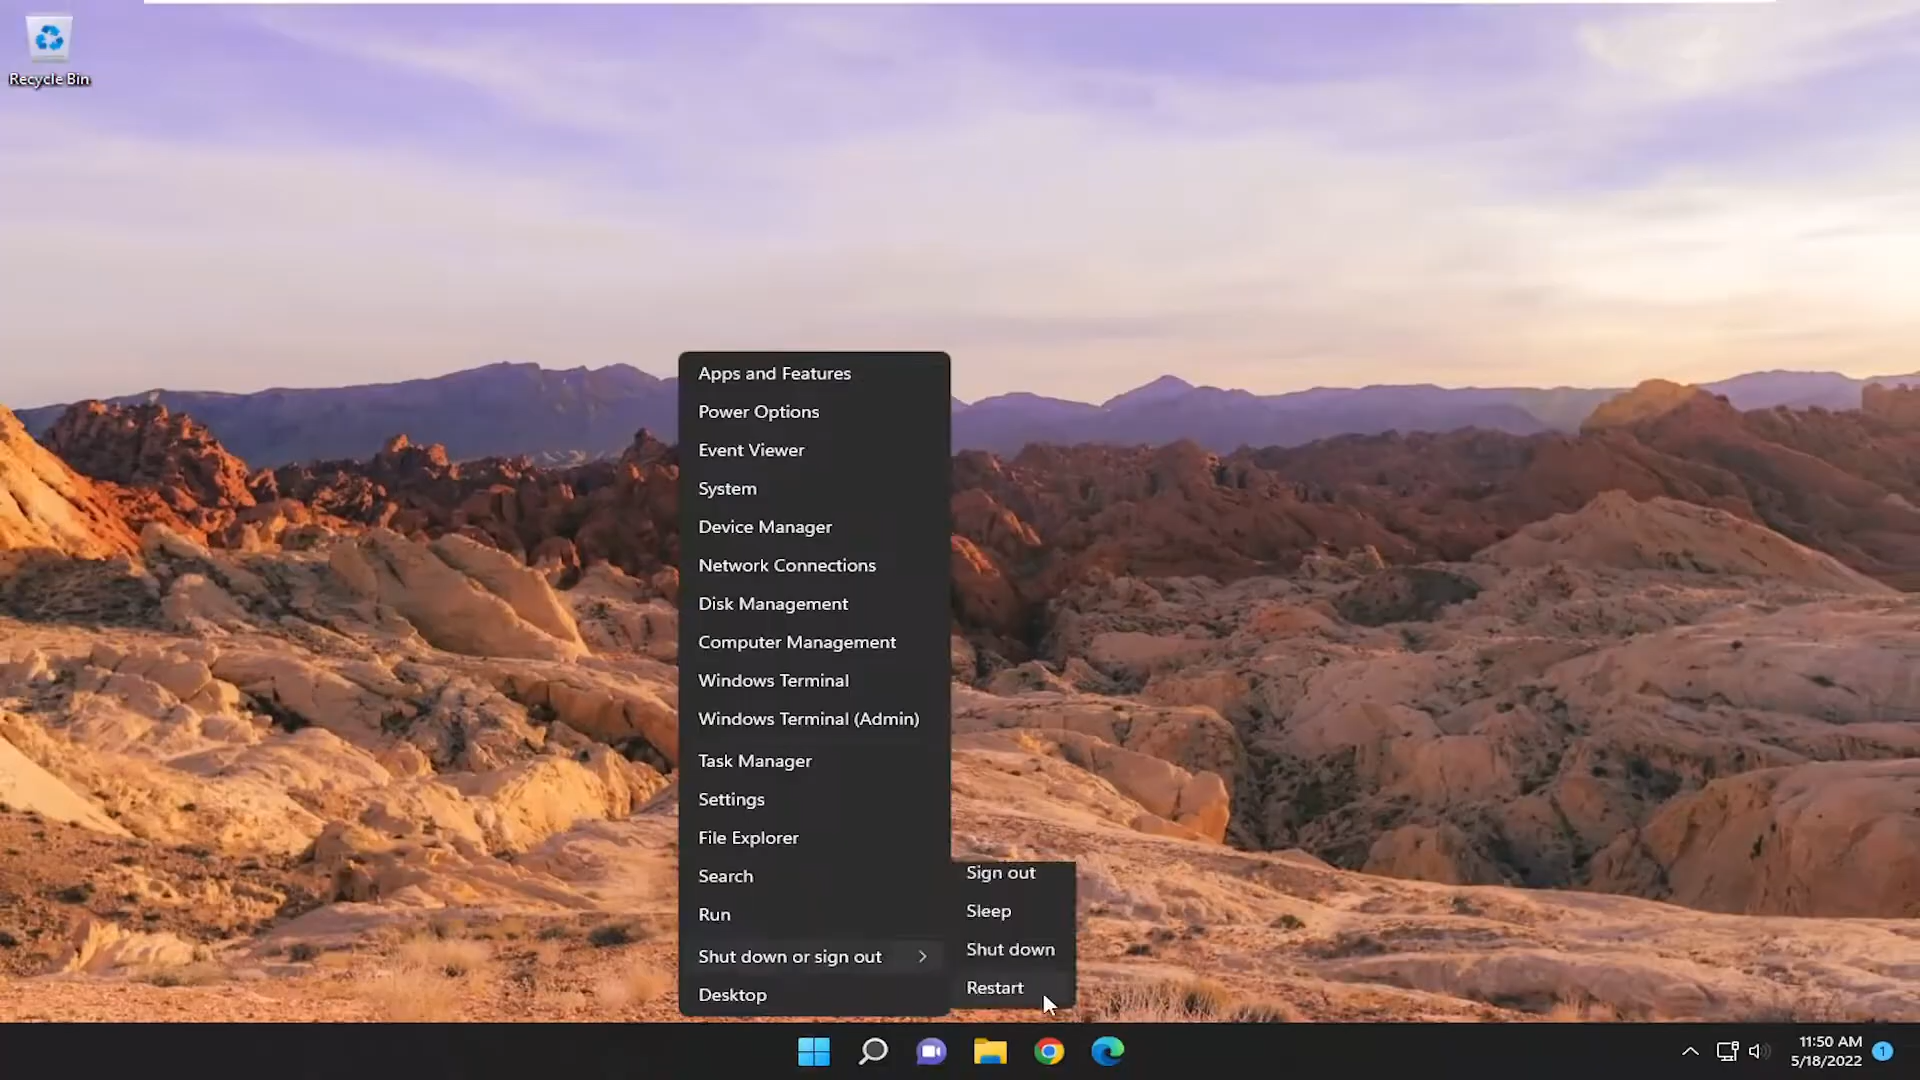 Recycle Bin
Apps and Features
Power Options
Event Viewer
System
Device Manager
Network Connections
Disk Management
Computer Management
Windows Terminal
Windows Terminal (Admin)
Task Manager
Settings
File Explorer
Search
Run
Shut down or sign out
Desktop
Sign out
Sleep
Shut down
Restart
11:50 AM
5/18/2022
1